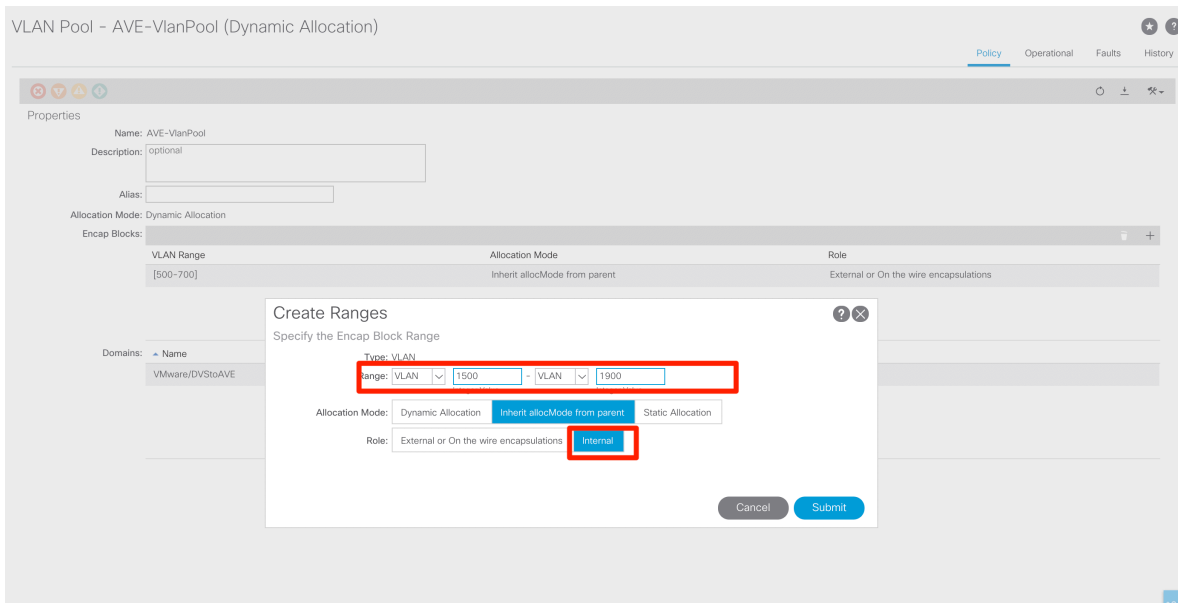 VLAN Pool - AVE-VlanPool (Dynamic Allocation)
Policy Operational Faults History
Properties
Name: AVE-VlanPool
Description: optional
Alias:
Allocation Mode: Dynamic Allocation
Encap Blocks:
VLAN Range Allocation Mode Role
[500-700] Inherit allocMode from parent External or On the wire encapsulations
Create Ranges
Specify the Encap Block Range
Type: VLAN
Range: VLAN 1500 - VLAN 1900
Allocation Mode: Dynamic Allocation Inherit allocMode from parent Static Allocation
Role: External or On the wire encapsulations Internal
Cancel Submit
Domains: Name
VMware/DVStoAVE